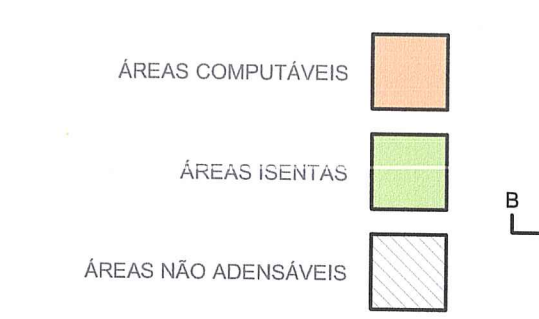 ÁREAS COMPUTÁVEIS
ÁREAS ISENTAS
B
ÁREAS NÃO ADENSÁVEIS